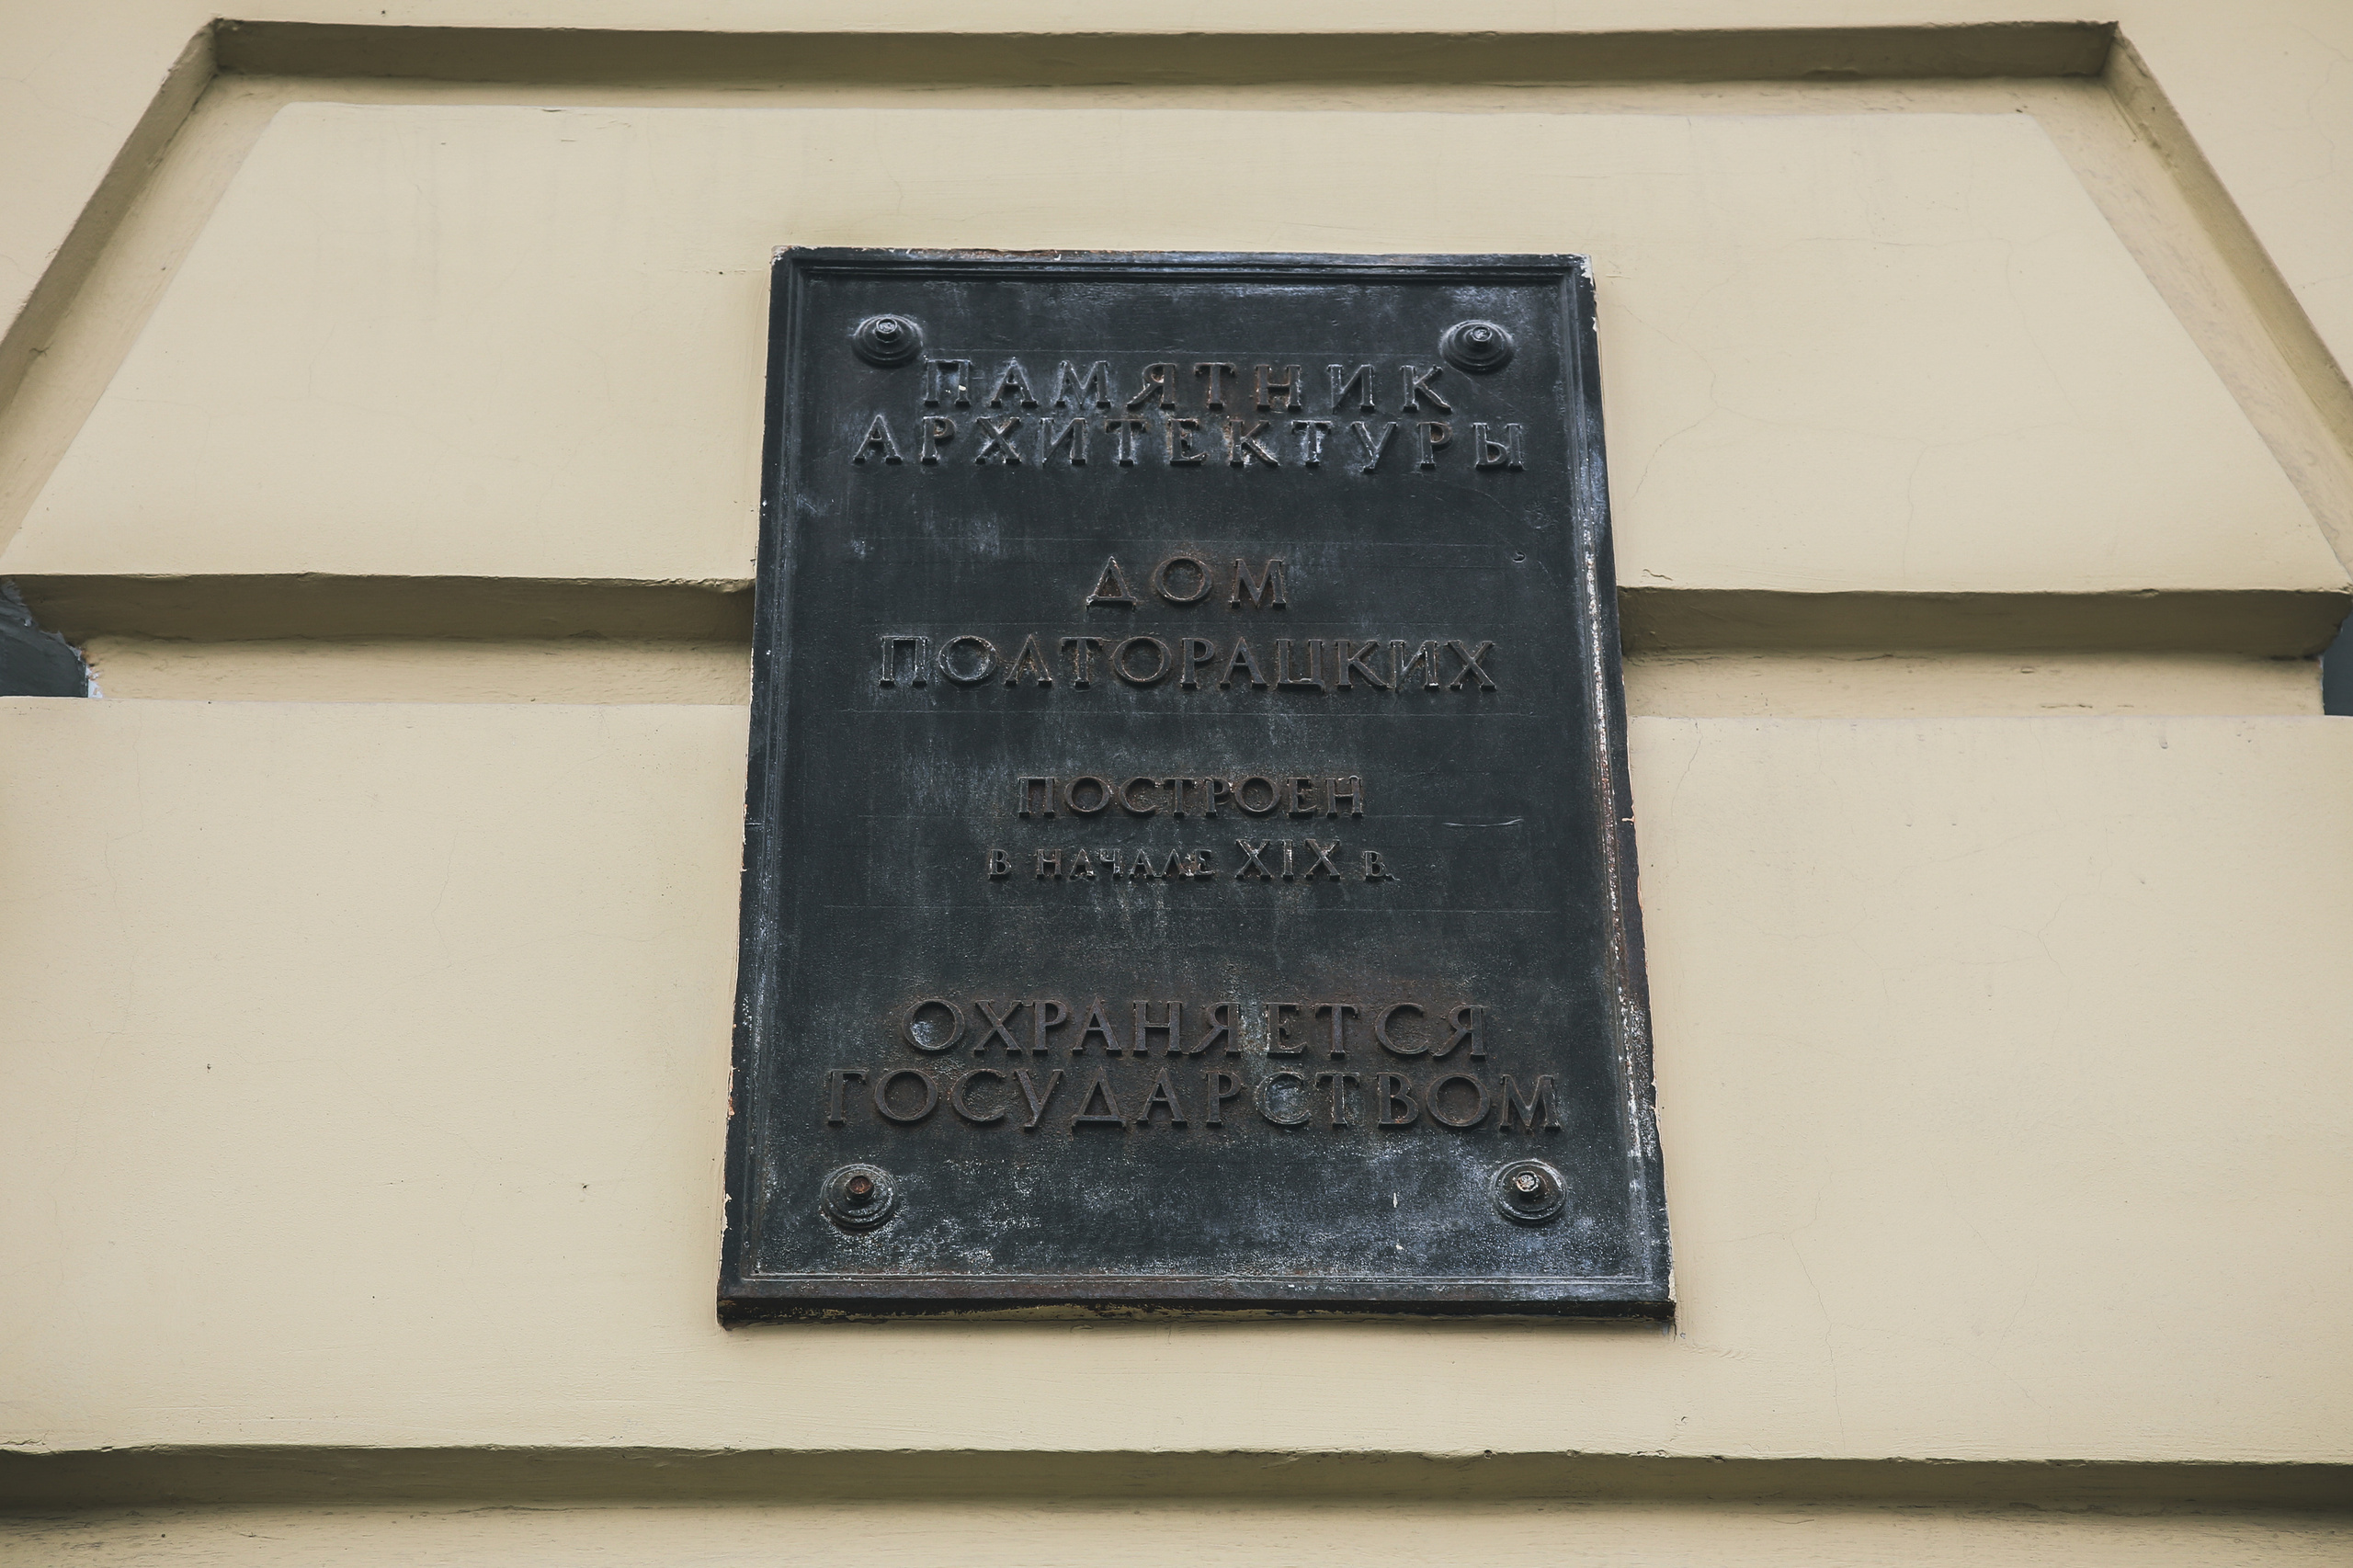 ПАМЯТНИК
АРХИТЕКТУРЫ
ДОМ
ПОЛТОРАЦКИХ
ПОСТРОЕН
В НАЧАЛЕ XIX В.
ОХРАНЯЕТСЯ
ГОСУДАРСТВОМ